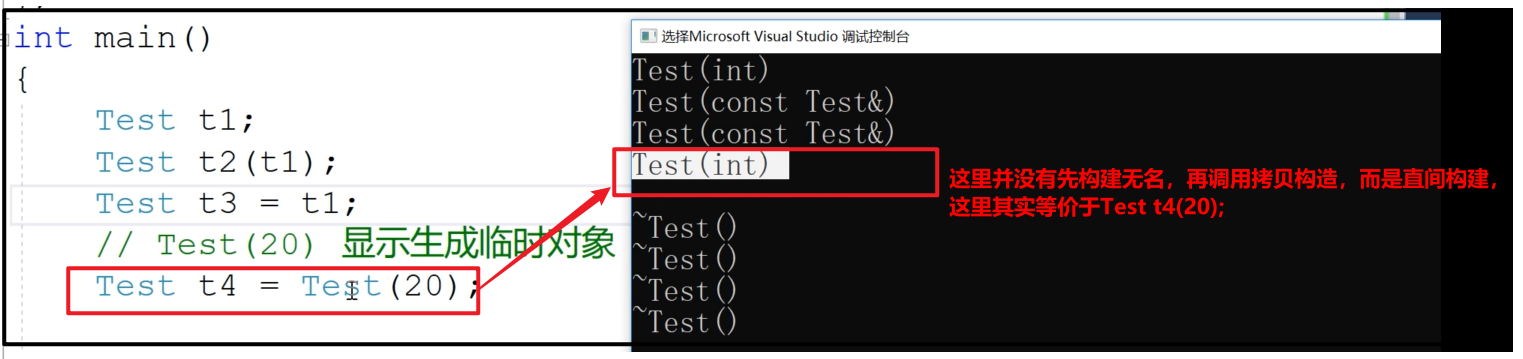 int main()
{
Test t1;
Test t2(t1);
Test t3 = t1;
// Test(20) 显示生成临时对象
Test t4 = Test(20);
选择Microsoft Visual Studio 调试控制台
Test(int)
Test(const Test&)
Test(const Test&)
Test(int)
~Test()
~Test()
~Test()
~Test()
这里并没有先构建无名，再调用拷贝构造，而是直间构建，
这里其实等价于Test t4(20);